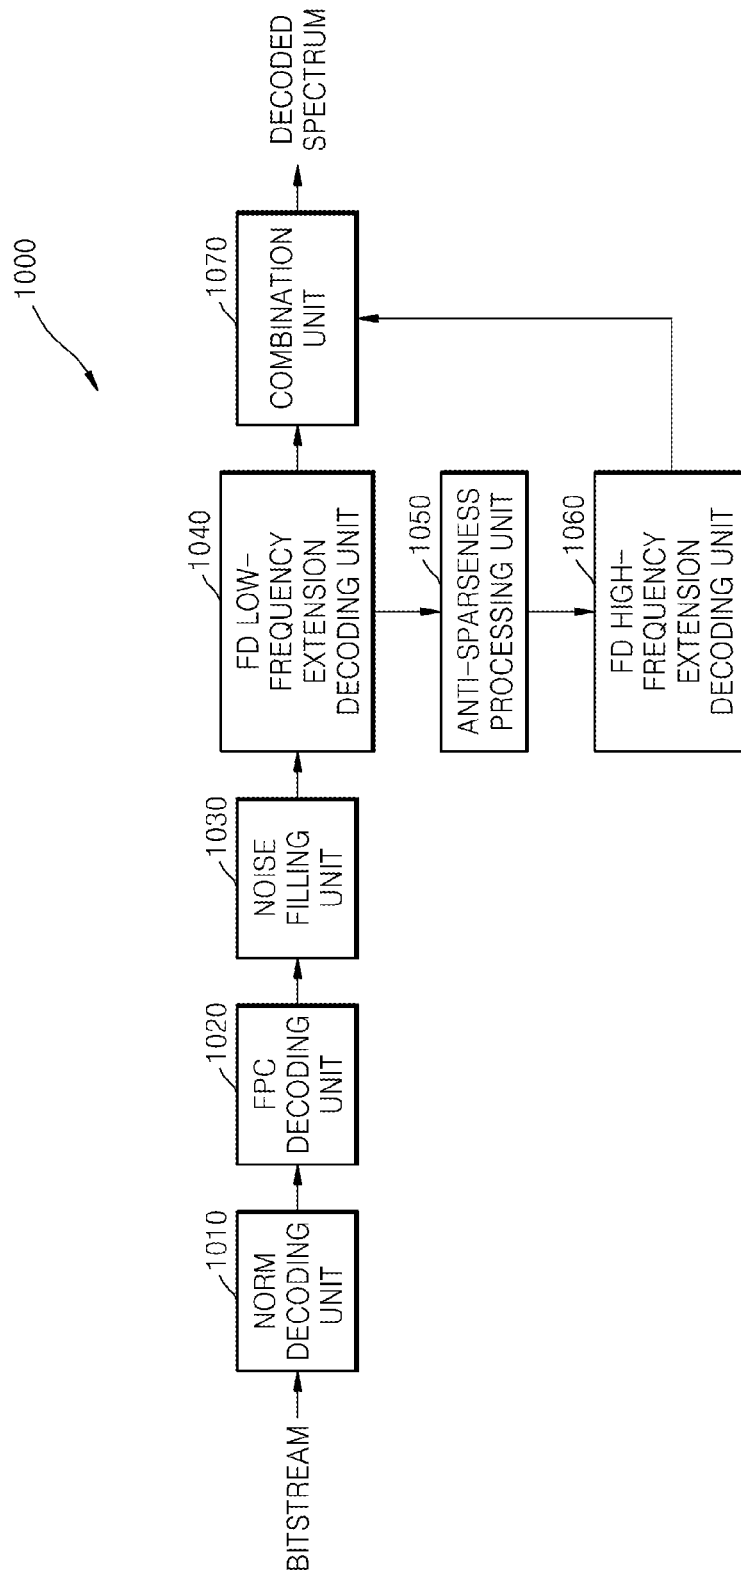 1000
BITSTREAM
1010
NORM
DECODING
UNIT
1020
FPC
DECODING
UNIT
1030
NOISE
FILLING
UNIT
1040
FD LOW-
FREQUENCY
EXTENSION
DECODING UNIT
1070
COMBINATION
UNIT
DECODED
SPECTRUM
1050
ANTI-SPARSENESS
PROCESSING UNIT
1060
FD HIGH-
FREQUENCY
EXTENSION
DECODING UNIT